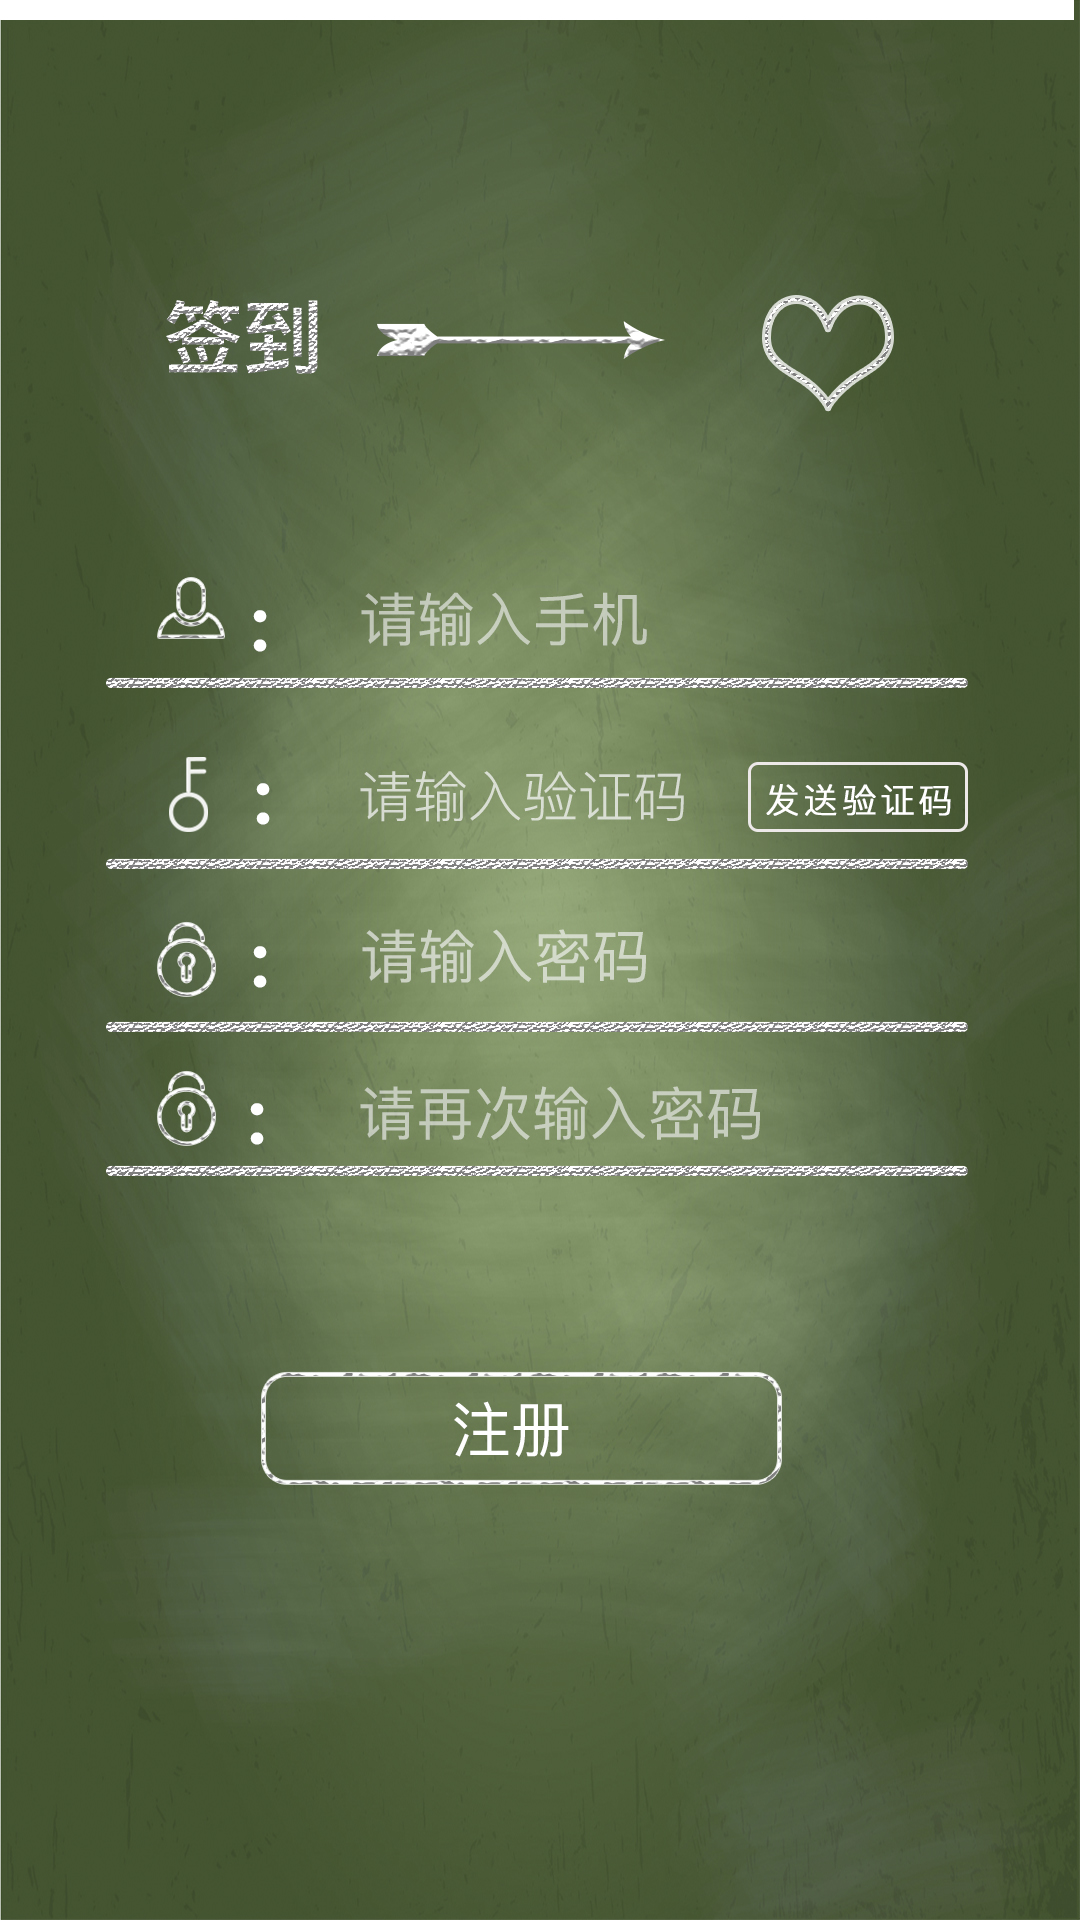 签到
：请输入手机
：请输入验证码 发送验证码
：请输入密码
：请再次输入密码
注册